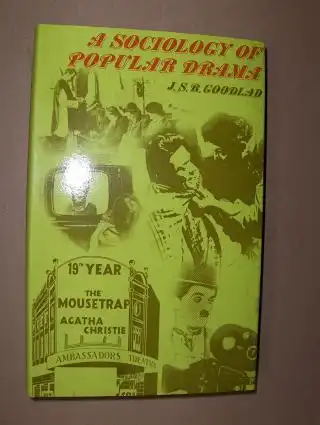 A SOCIOLOGY OF
POPULAR DRAMA
J. S. R. GOODLAD
19TH YEAR
THE
MOUSETRAP
AGATHA
CHRISTIE
AMBASSADORS THEATRE